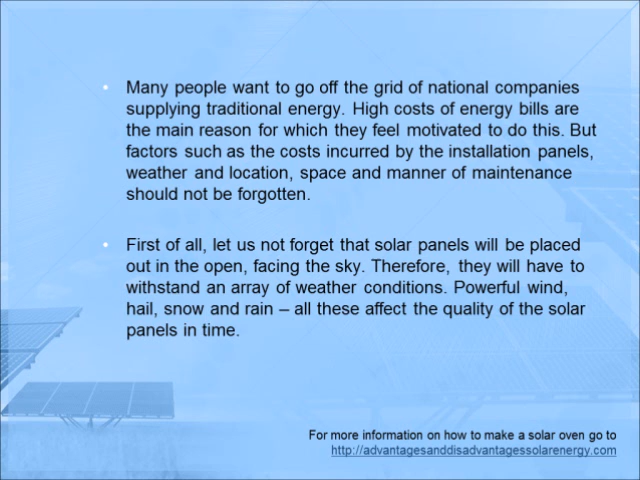 • Many people want to go off the grid of national companies
supplying traditional energy. High costs of energy bills are
the main reason for which they feel motivated to do this. But
factors such as the costs incurred by the installation panels,
weather and location, space and manner of maintenance
should not be forgotten.
• First of all, let us not forget that solar panels will be placed
out in the open, facing the sky. Therefore, they will have to
withstand an array of weather conditions. Powerful wind,
hail, snow and rain – all these affect the quality of the solar
panels in time.
For more information on how to make a solar oven go to
http://advantagesanddisadvantagessolarenergy.com